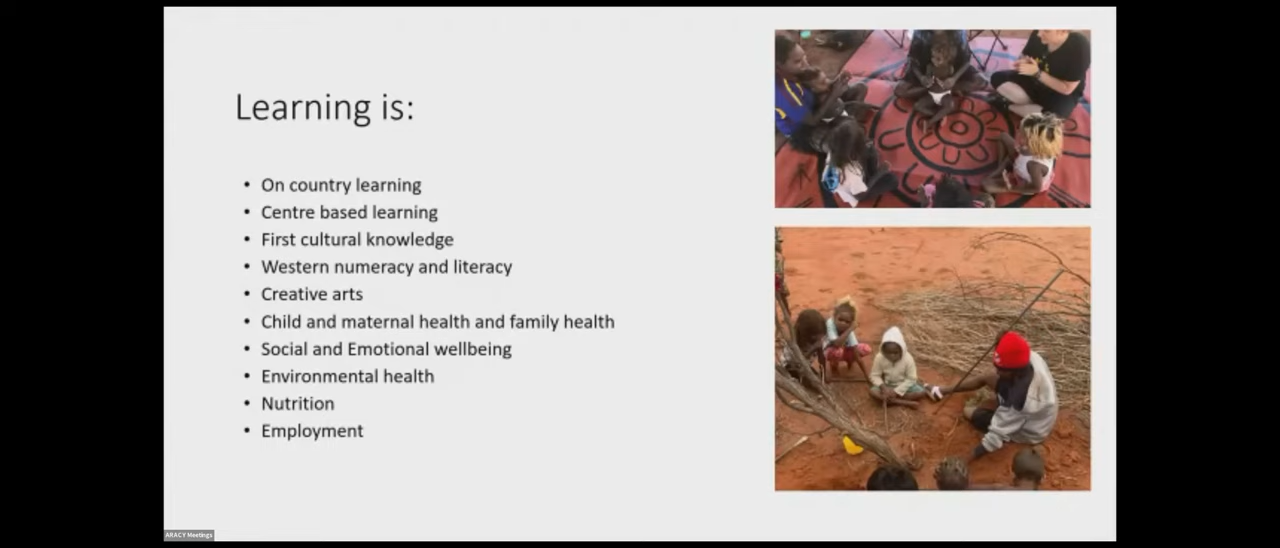 Learning is:
• On country learning
• Centre based learning
• First cultural knowledge
• Western numeracy and literacy
• Creative arts
• Child and maternal health and family health
• Social and Emotional wellbeing
• Environmental health
• Nutrition
• Employment
ARACY Meetings